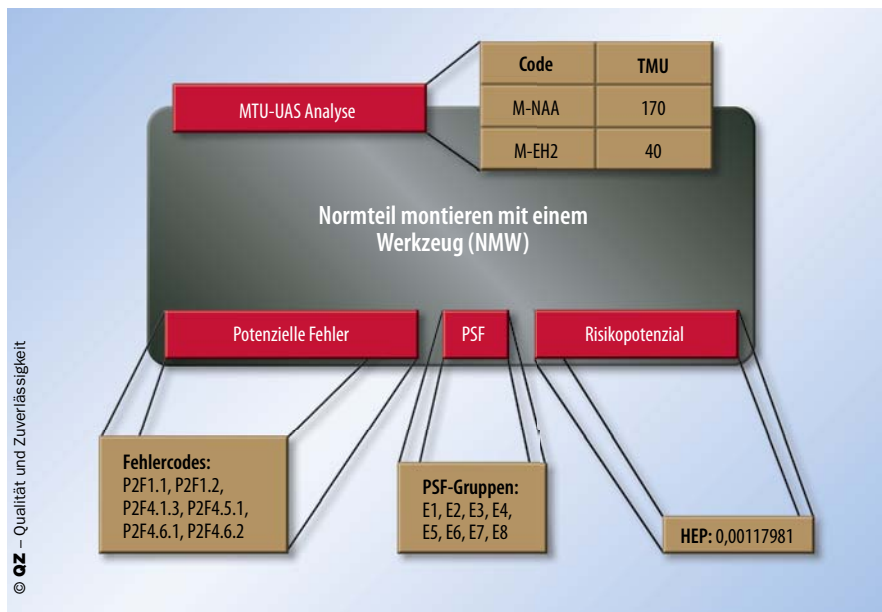 Code TMU
MTU-UAS Analyse
M-NAA 170
M-EH2 40
Normteil montieren mit einem
Werkzeug (NMW)
Potenzielle Fehler
PSF
Risikopotenzial
Fehlercodes:
P2F1.1, P2F1.2,
P2F4.1.3, P2F4.5.1,
P2F4.6.1, P2F4.6.2
PSF-Gruppen:
E1, E2, E3, E4,
E5, E6, E7, E8
HEP: 0,00117981
© QZ – Qualität und Zuverlässigkeit